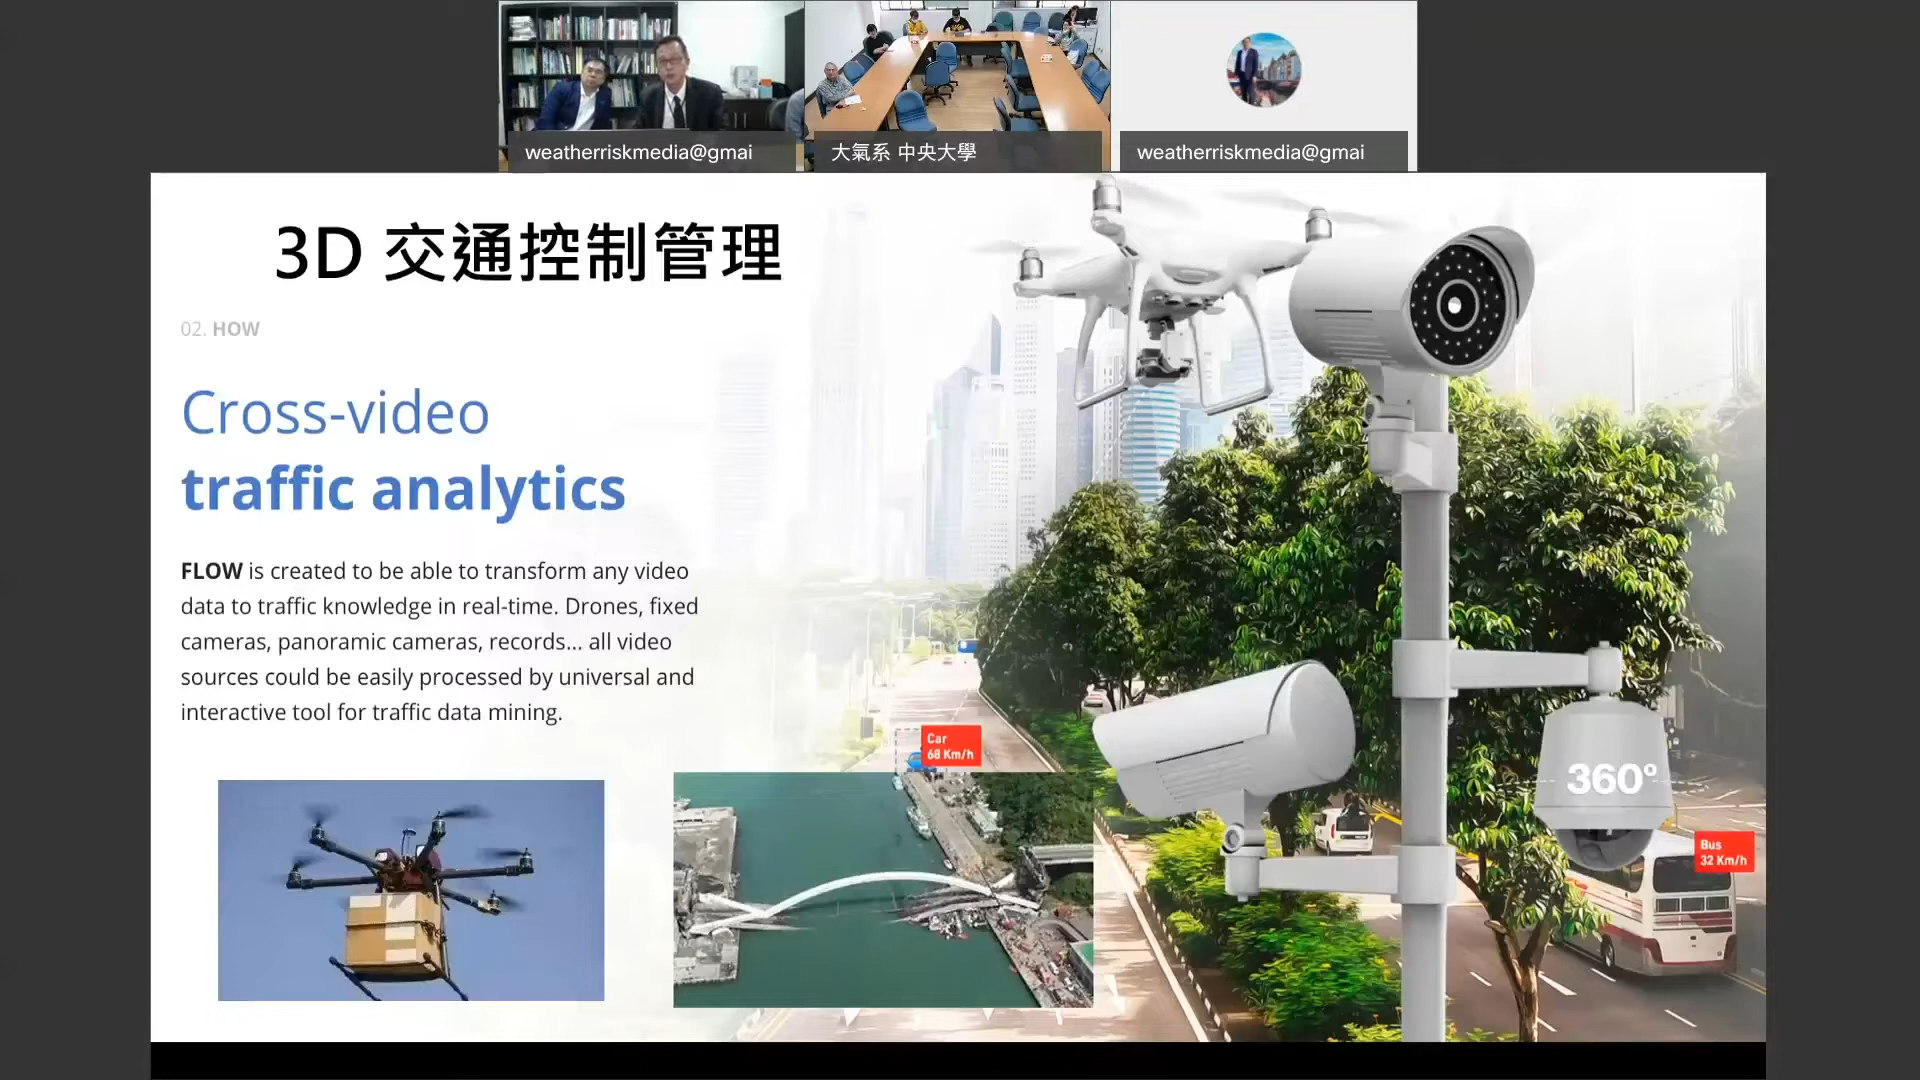 weatherriskmedia@gmai
大氣系 中央大學
weatherriskmedia@gmai
3D 交通控制管理
02. HOW
Cross-video
traffic analytics
FLOW is created to be able to transform any video
data to traffic knowledge in real-time. Drones, fixed
cameras, panoramic cameras, records... all video
sources could be easily processed by universal and
interactive tool for traffic data mining.
Car
68 Km/h
360º
Bus
32 Km/h